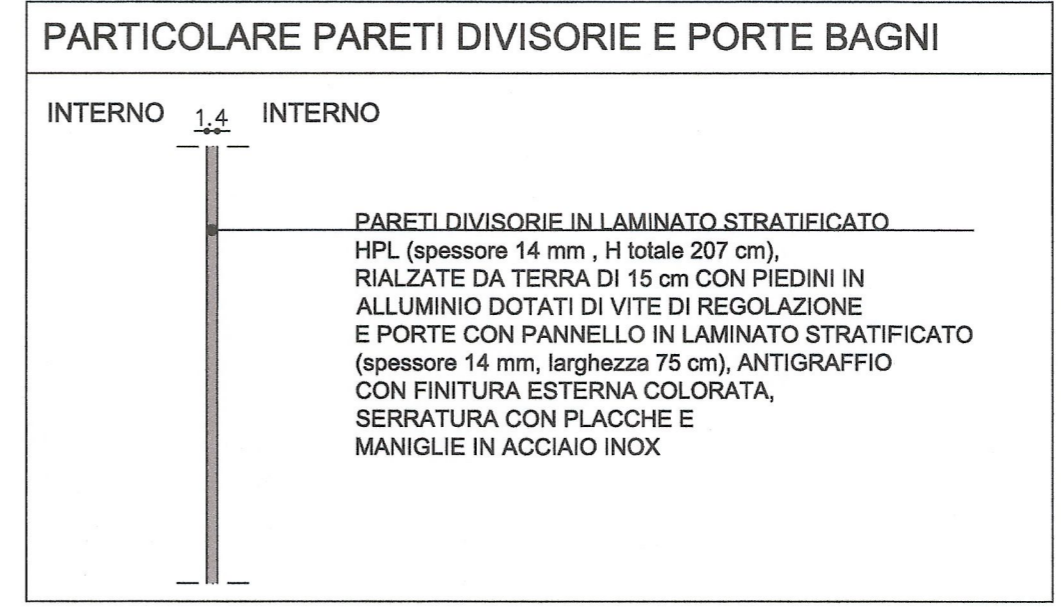 PARTICOLARE PARETI DIVISORIE E PORTE BAGNI
INTERNO 1.4 INTERNO
PARETI DIVISORIE IN LAMINATO STRATIFICATO
HPL (spessore 14 mm , H totale 207 cm),
RIALZATE DA TERRA DI 15 cm CON PIEDINI IN
ALLUMINIO DOTATI DI VITE DI REGOLAZIONE
E PORTE CON PANNELLO IN LAMINATO STRATIFICATO
(spessore 14 mm, larghezza 75 cm), ANTIGRAFFIO
CON FINITURA ESTERNA COLORATA,
SERRATURA CON PLACCHE E
MANIGLIE IN ACCIAIO INOX